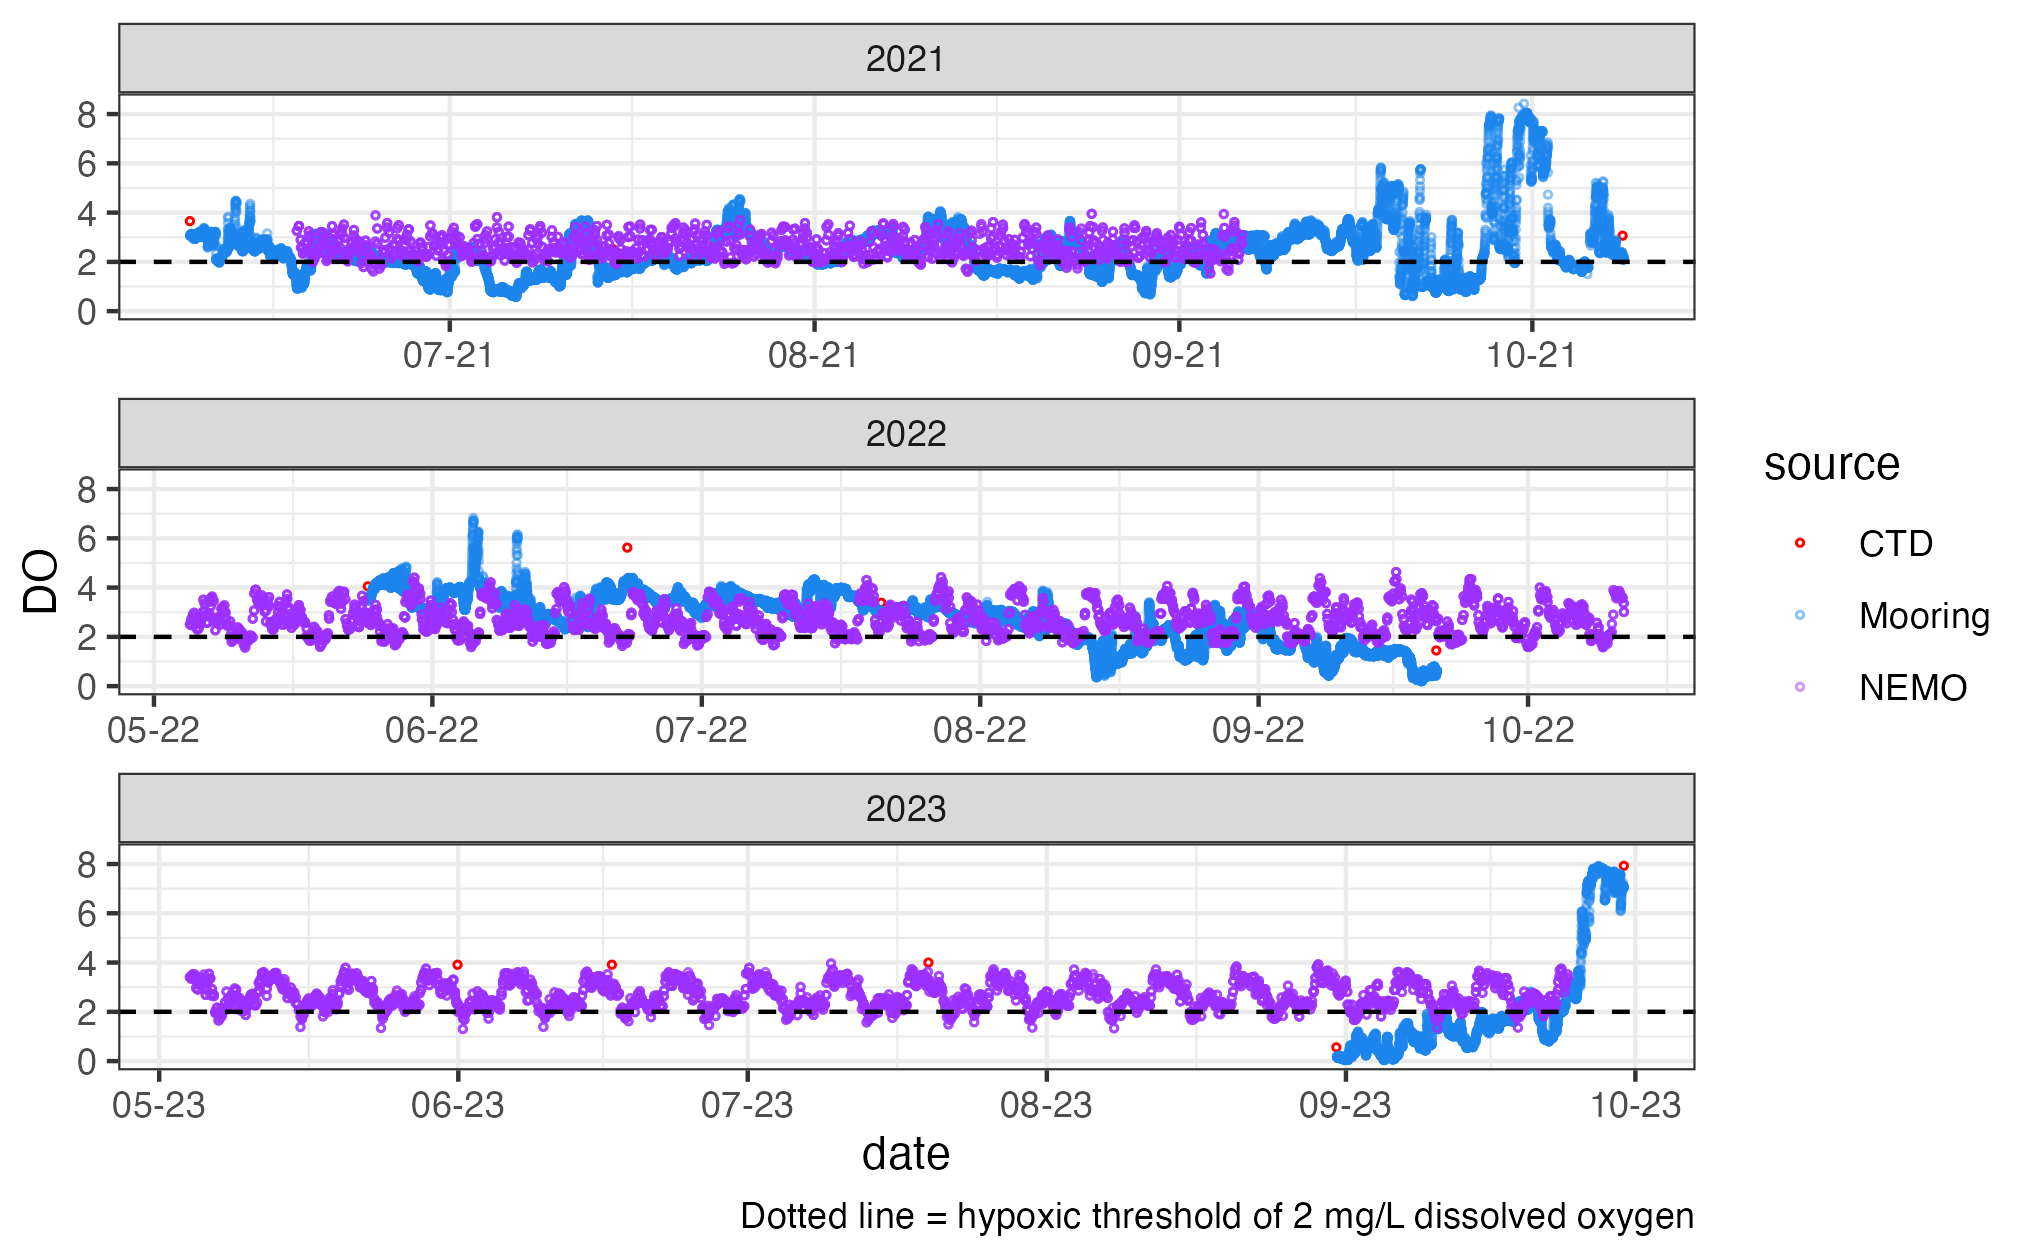 2021
8
6
4
2
0
07-21 08-21 09-21 10-21
2022
8
6
4
2
0
05-22 06-22 07-22 08-22 09-22 10-22
DO
source
CTD
Mooring
NEMO
2023
8
6
4
2
0
05-23 06-23 07-23 08-23 09-23 10-23
date
Dotted line = hypoxic threshold of 2 mg/L dissolved oxygen